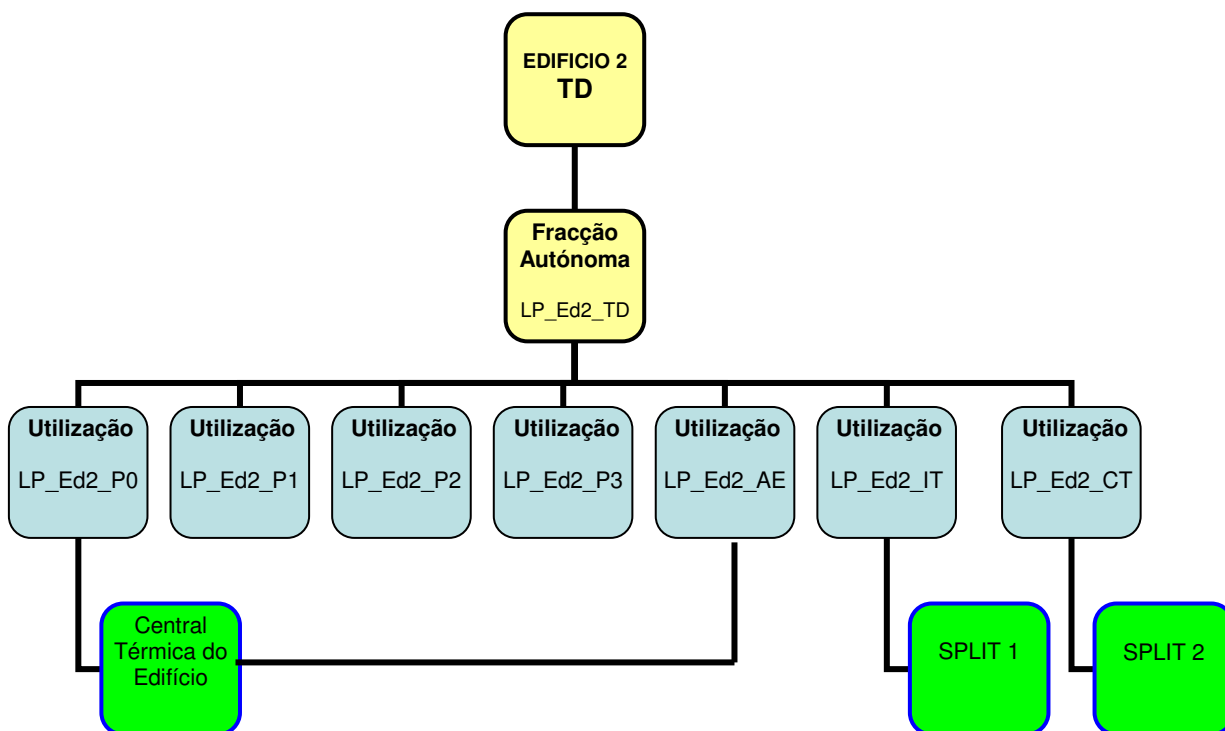 EDIFICIO 2
TD
Fracção
Autónoma
LP_Ed2_TD
Utilização
LP_Ed2_P0
Utilização
LP_Ed2_P1
Utilização
LP_Ed2_P2
Utilização
LP_Ed2_P3
Utilização
LP_Ed2_AE
Utilização
LP_Ed2_IT
Utilização
LP_Ed2_CT
Central
Térmica do
Edifício
SPLIT 1
SPLIT 2